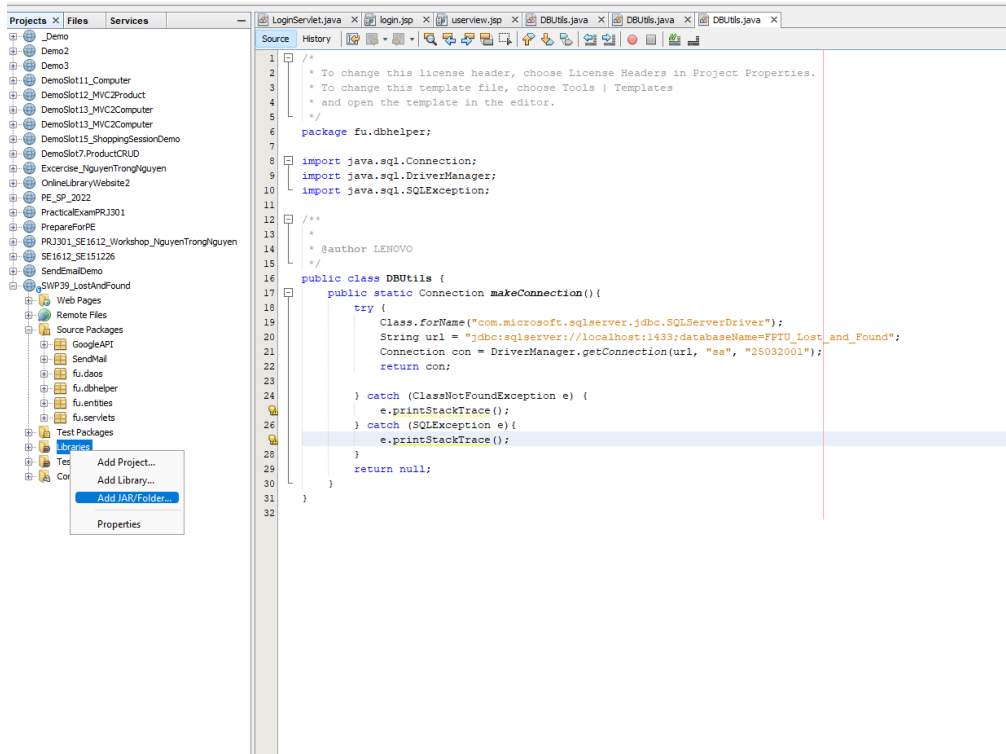 Projects × Files Services –
_Demo
Demo2
Demo3
DemoSlot11_Computer
DemoSlot12_MVC2Product
DemoSlot13_MVC2Computer
DemoSlot13_MVC2Computer
DemoSlot15_ShoppingSessionDemo
DemoSlot7.ProductCRUD
Excercise_NguyenTrongNguyen
OnlineLibraryWebsite2
PE_SP_2022
PracticalExamPRJ301
PrepareForPE
PRJ301_SE1612_Workshop_NguyenTrongNguyen
SE1612_SE151226
SendEmailDemo
SWP39_LostAndFound
Web Pages
Remote Files
Source Packages
GoogleAPI
SendMail
fu.daos
fu.dbhelper
fu.entities
fu.servlets
Test Packages
Libraries
Tes
Cor
Add Project...
Add Library...
Add JAR/Folder...
Properties
LoginServlet.java × login.jsp × userview.jsp × DBUtils.java × DBUtils.java × DBUtils.java ×
Source History
1 /*
2 * To change this license header, choose License Headers in Project Properties.
3 * To change this template file, choose Tools | Templates
4 * and open the template in the editor.
5 */
6 package fu.dbhelper;
7
8 import java.sql.Connection;
9 import java.sql.DriverManager;
10 import java.sql.SQLException;
11
12 /**
13 *
14 * @author LENOVO
15 */
16 public class DBUtils {
17 public static Connection makeConnection(){
18 try {
19 Class.forName("com.microsoft.sqlserver.jdbc.SQLServerDriver");
20 String url = "jdbc:sqlserver://localhost:1433;databaseName=FPTU_Lost_and_Found";
21 Connection con = DriverManager.getConnection(url, "sa", "25032001");
22 return con;
23
24 } catch (ClassNotFoundException e) {
e.printStackTrace();
26 } catch (SQLException e){
e.printStackTrace();
28 }
29 return null;
30 }
31 }
32